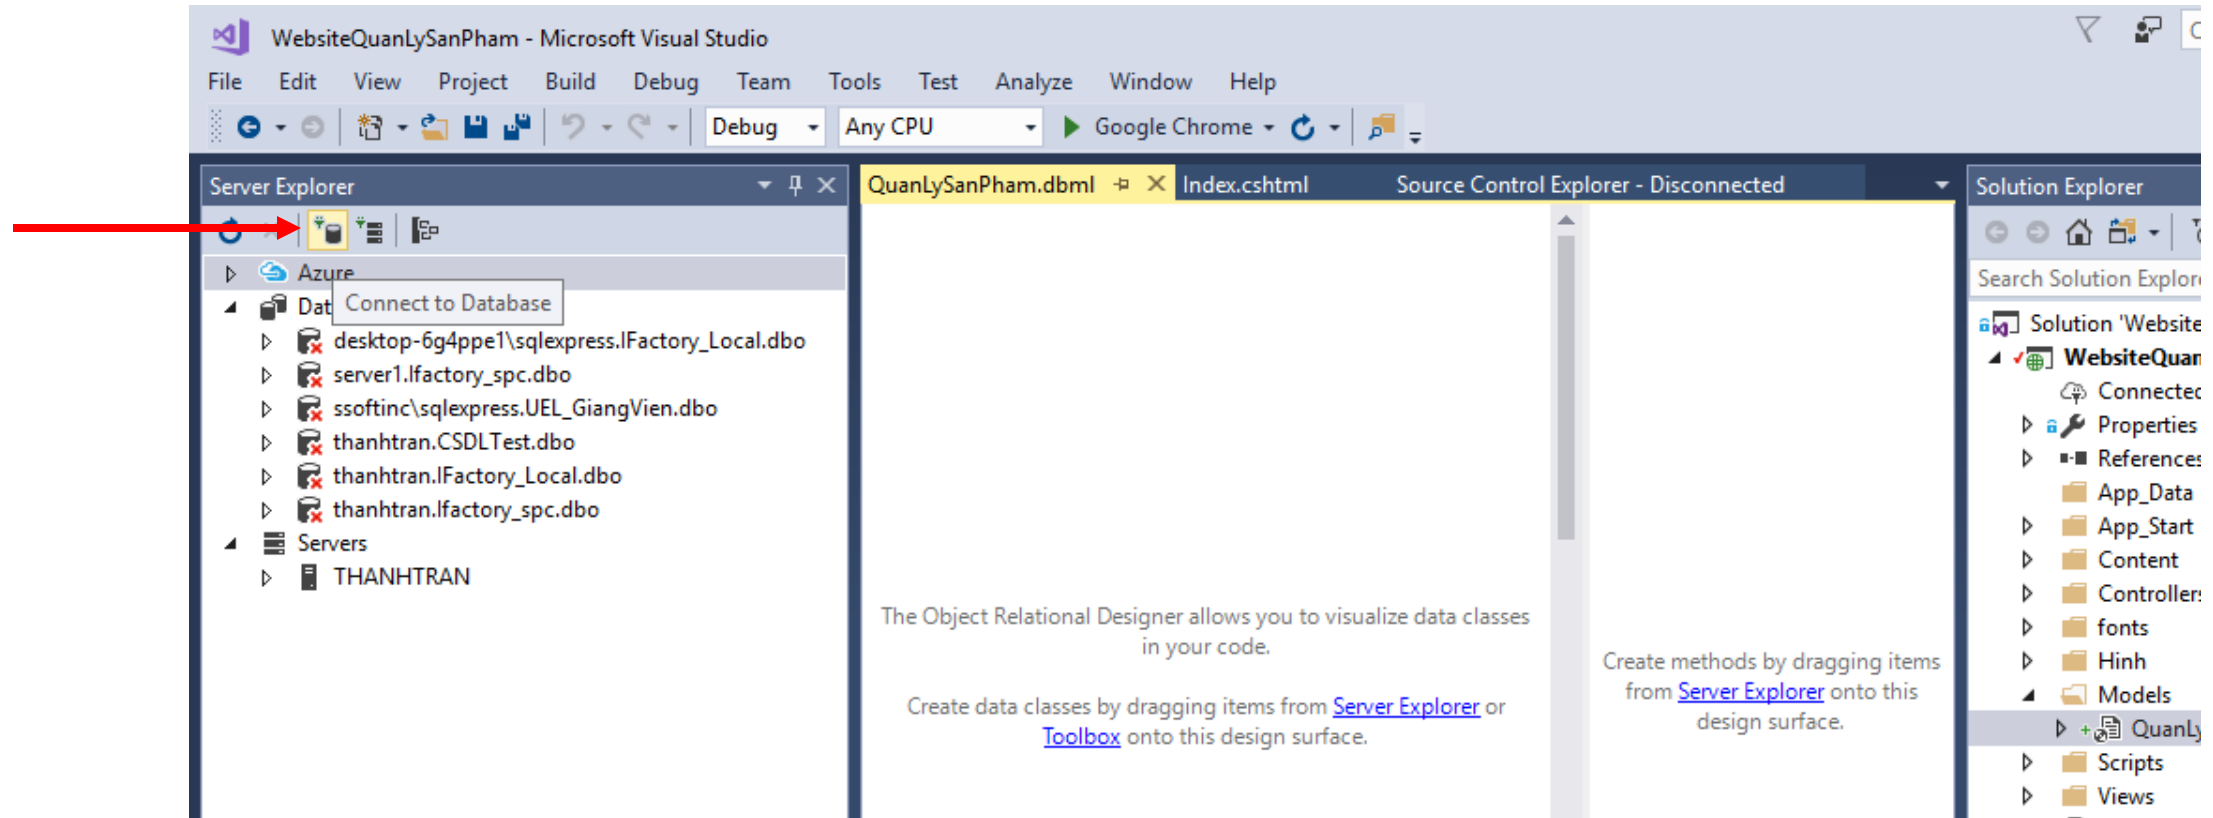 WebsiteQuanLySanPham - Microsoft Visual Studio
File Edit View Project Build Debug Team Tools Test Analyze Window Help
Debug Any CPU Google Chrome
Server Explorer
Azure
Connect to Database
Dat
desktop-6g4ppe1\sqlexpress.IFactory_Local.dbo
server1.lfactory_spc.dbo
ssoftinc\sqlexpress.UEL_GiangVien.dbo
thanhtran.CSDLTest.dbo
thanhtran.IFactory_Local.dbo
thanhtran.lfactory_spc.dbo
Servers
THANHTRAN
QuanLySanPham.dbml Index.cshtml Source Control Explorer - Disconnected
The Object Relational Designer allows you to visualize data classes
in your code.
Create data classes by dragging items from Server Explorer or
Toolbox onto this design surface.
Create methods by dragging items
from Server Explorer onto this
design surface.
Solution Explorer
Search Solution Explor
Solution 'Website
WebsiteQuan
Connected
Properties
References
App_Data
App_Start
Content
Controllers
fonts
Hinh
Models
QuanLy
Scripts
Views